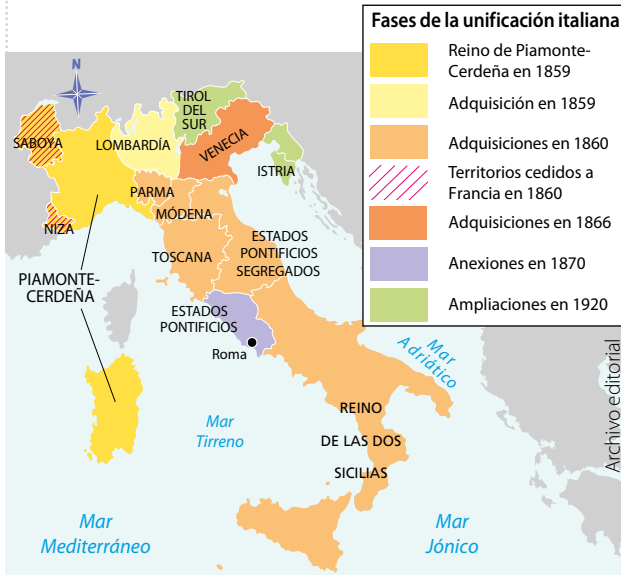 Fases de la unificación italiana
Reino de Piamonte-
Cerdeña en 1859
Adquisición en 1859
Adquisiciones en 1860
Territorios cedidos a
Francia en 1860
Adquisiciones en 1866
Anexiones en 1870
Ampliaciones en 1920
N
TIROL
DEL
SUR
SABOYA
LOMBARDÍA
VENECIA
ISTRIA
PARMA
MÓDENA
NIZA
TOSCANA
ESTADOS
PONTIFICIOS
SEGREGADOS
PIAMONTE-
CERDEÑA
ESTADOS
PONTIFICIOS
Roma
Mar
Adriático
Mar
Tirreno
REINO
DE LAS DOS
SICILIAS
Mar
Mediterráneo
Mar
Jónico
Archivo editorial